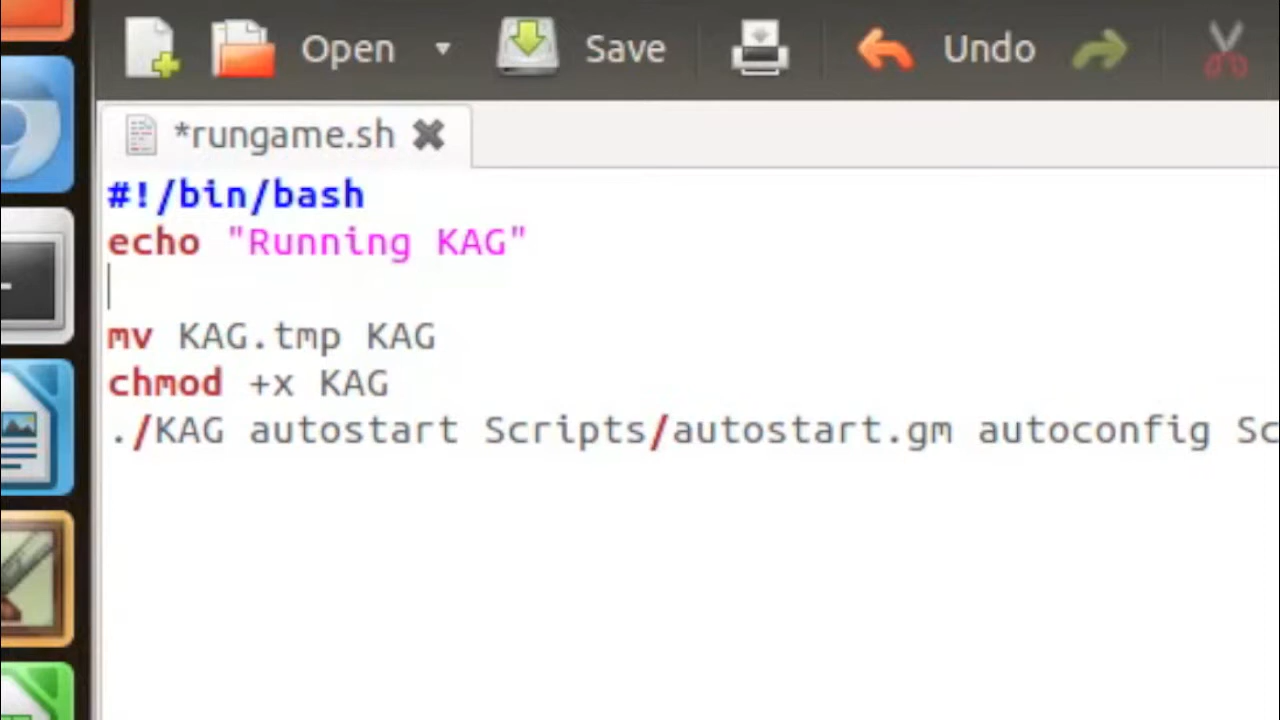 Open Save Undo
*rungame.sh
#!/bin/bash
echo "Running KAG"
mv KAG.tmp KAG
chmod +x KAG
./KAG autostart Scripts/autostart.gm autoconfig Sc